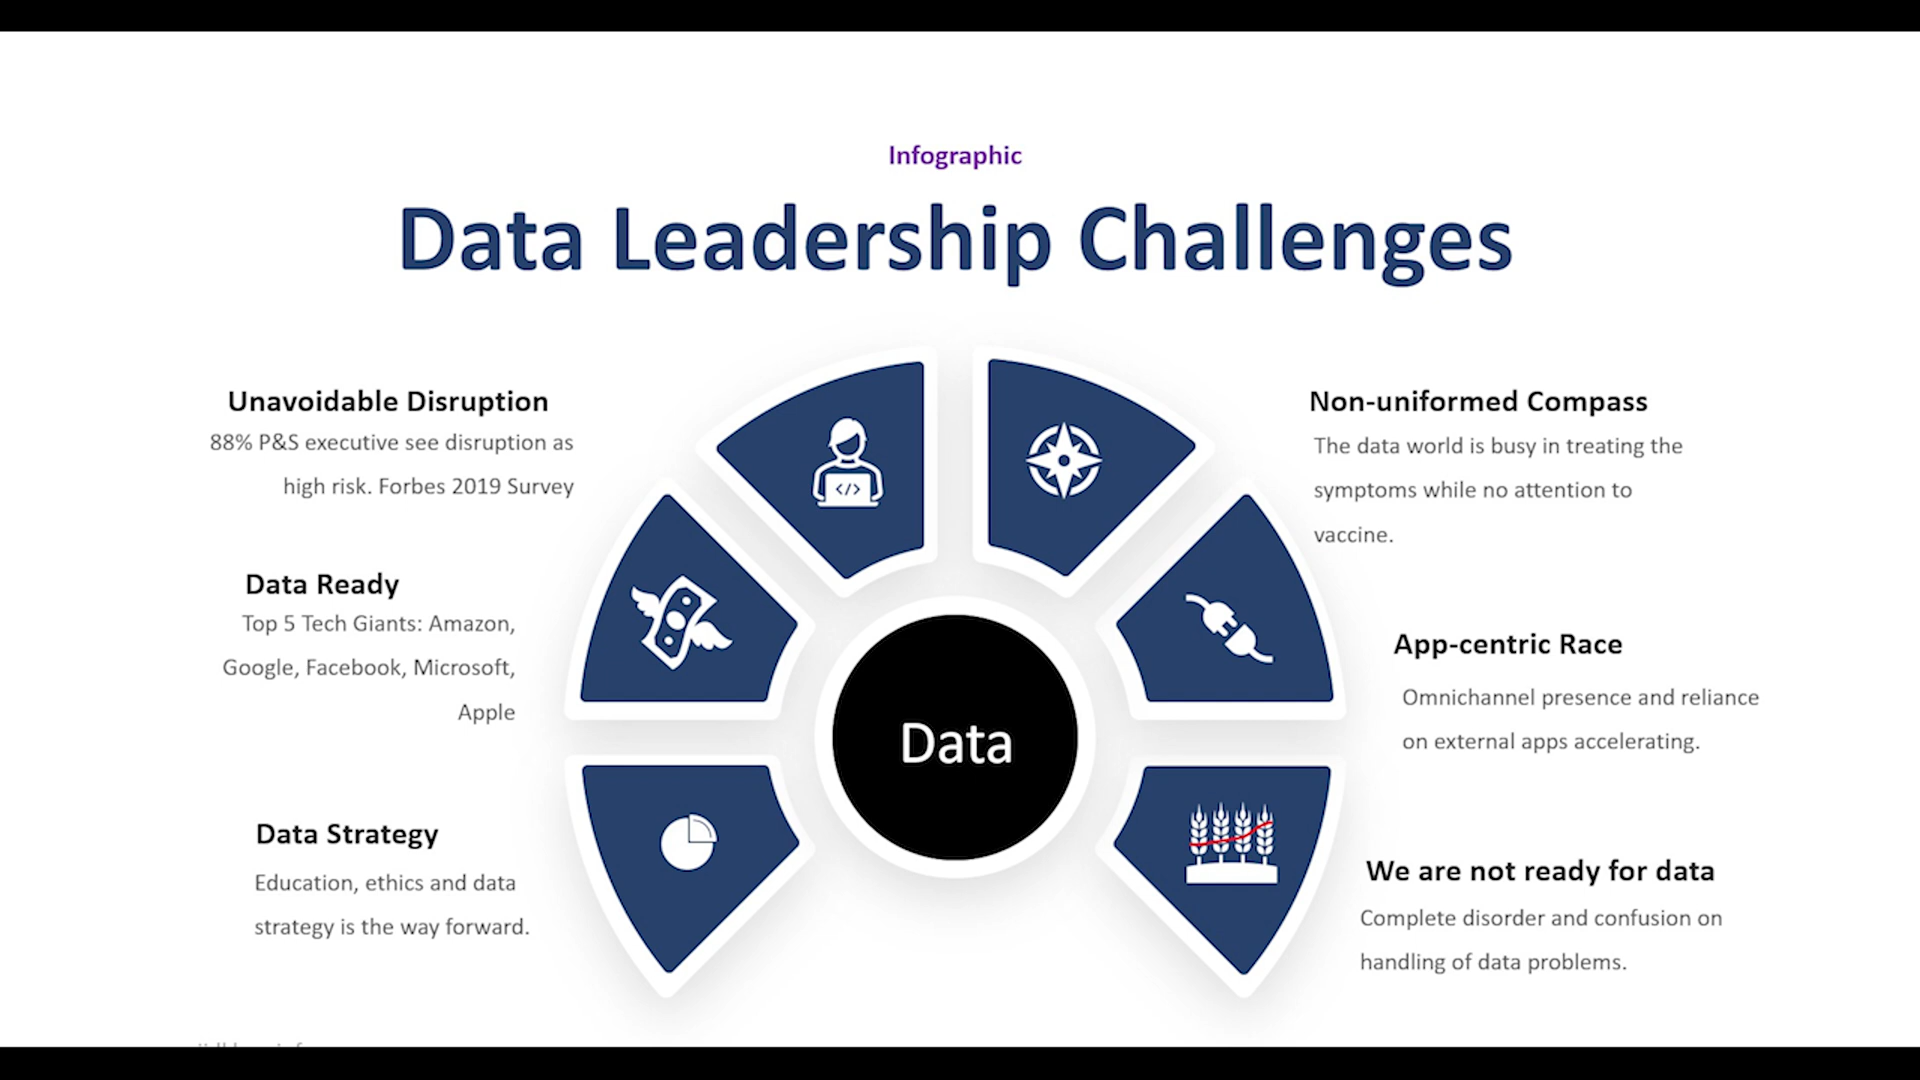 Infographic
Data Leadership Challenges
Unavoidable Disruption
88% P&S executive see disruption as
high risk. Forbes 2019 Survey
Data Ready
Top 5 Tech Giants: Amazon,
Google, Facebook, Microsoft,
Apple
Data Strategy
Education, ethics and data
strategy is the way forward.
</>
Data
Non-uniformed Compass
The data world is busy in treating the
symptoms while no attention to
vaccine.
App-centric Race
Omnichannel presence and reliance
on external apps accelerating.
We are not ready for data
Complete disorder and confusion on
handling of data problems.